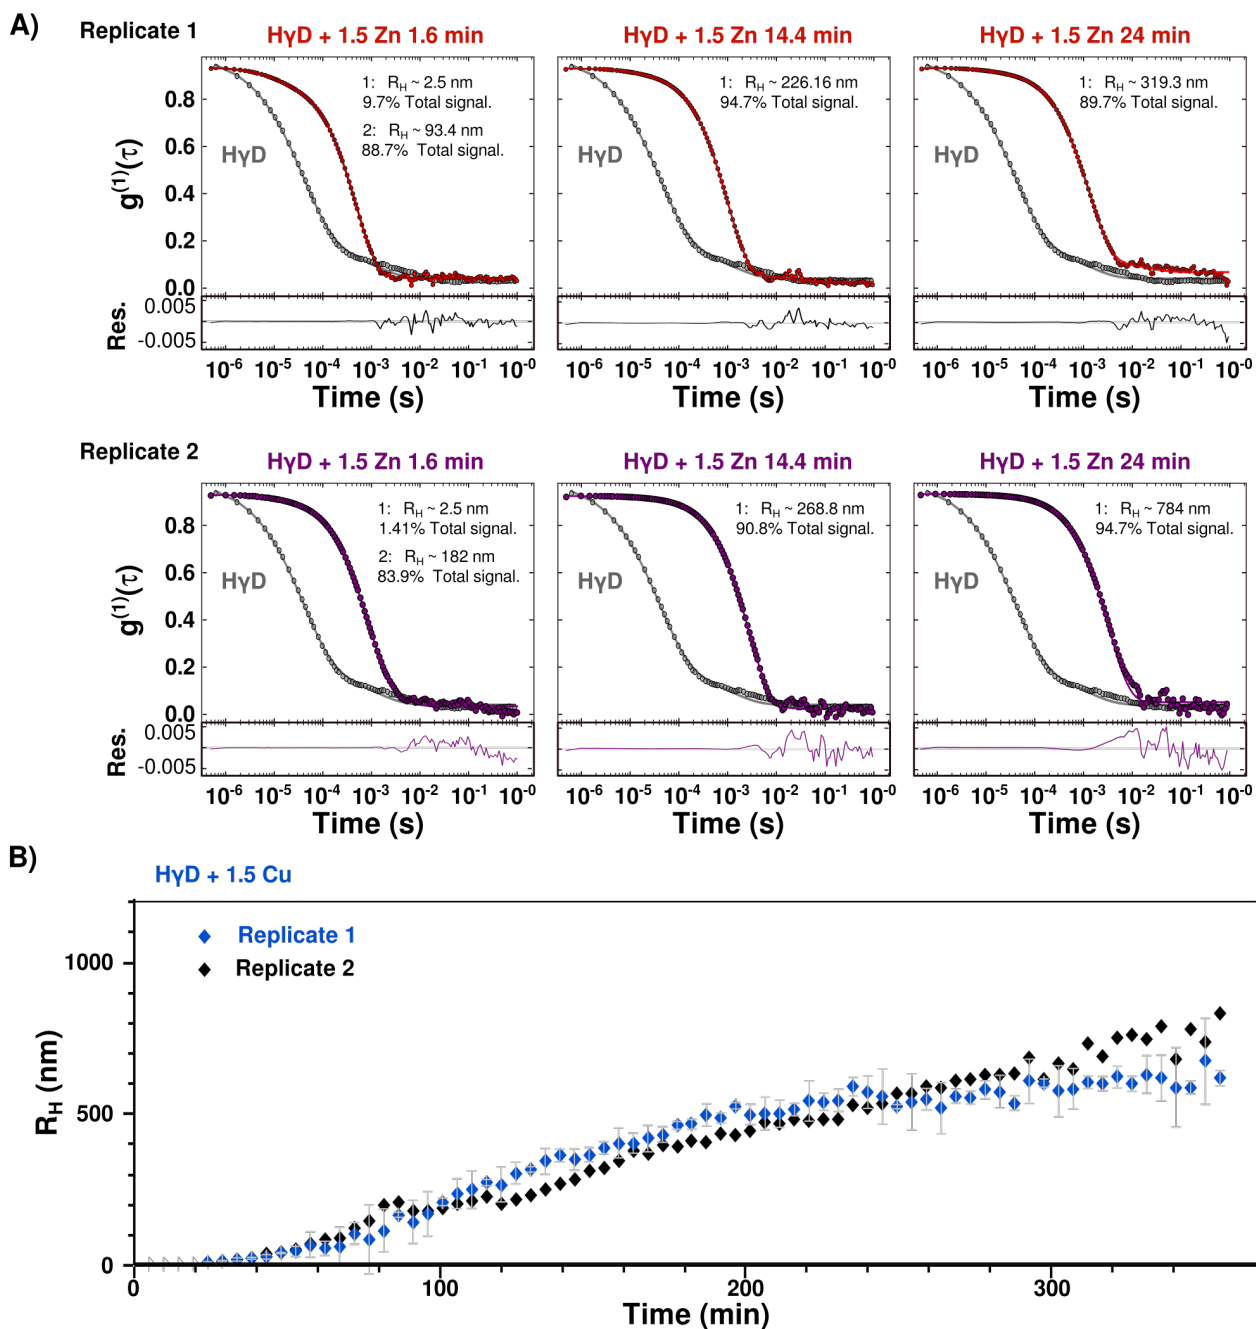 A)
Replicate 1
HγD + 1.5 Zn 1.6 min
HγD + 1.5 Zn 14.4 min
HγD + 1.5 Zn 24 min
g(1)(τ)
0.8
0.6
0.4
0.2
0.0
1: RH ~ 2.5 nm
9.7% Total signal.
2: RH ~ 93.4 nm
88.7% Total signal.
HγD
1: RH ~ 226.16 nm
94.7% Total signal.
HγD
1: RH ~ 319.3 nm
89.7% Total signal.
HγD
Res.
0.005
-0.005
10-6 10-5 10-4 10-3 10-2 10-1 10-0
10-6 10-5 10-4 10-3 10-2 10-1 10-0
10-6 10-5 10-4 10-3 10-2 10-1 10-0
Time (s)
Time (s)
Time (s)
Replicate 2
HγD + 1.5 Zn 1.6 min
HγD + 1.5 Zn 14.4 min
HγD + 1.5 Zn 24 min
g(1)(τ)
0.8
0.6
0.4
0.2
0.0
1: RH ~ 2.5 nm
1.41% Total signal.
2: RH ~ 182 nm
83.9% Total signal.
HγD
1: RH ~ 268.8 nm
90.8% Total signal.
HγD
1: RH ~ 784 nm
94.7% Total signal.
HγD
Res.
0.005
-0.005
10-6 10-5 10-4 10-3 10-2 10-1 10-0
10-6 10-5 10-4 10-3 10-2 10-1 10-0
10-6 10-5 10-4 10-3 10-2 10-1 10-0
Time (s)
Time (s)
Time (s)
B)
HγD + 1.5 Cu
Replicate 1
Replicate 2
RH (nm)
1000
500
0
0 100 200 300
Time (min)